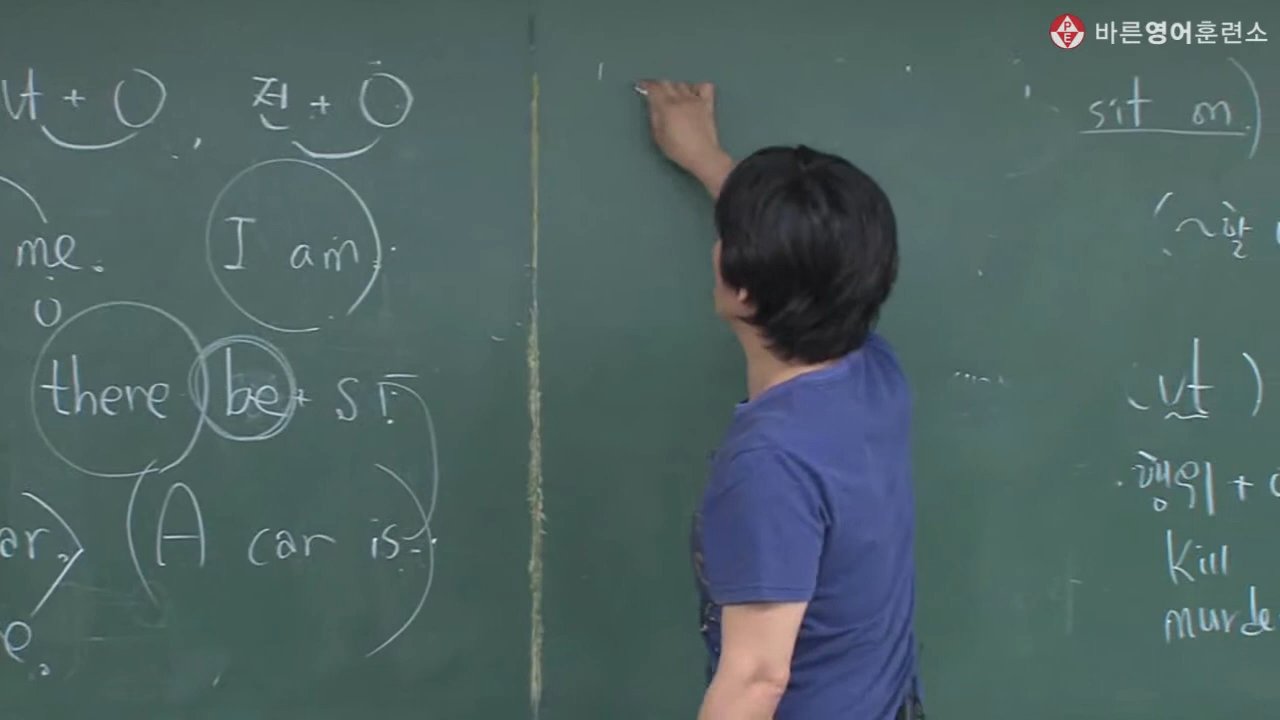 바른영어훈련소
vt + O , 전 + O
me.
O
I am.
there be + S
(A car is
ar.
e.
sit on)
(~할
(vt)
행위 +
kill
murde